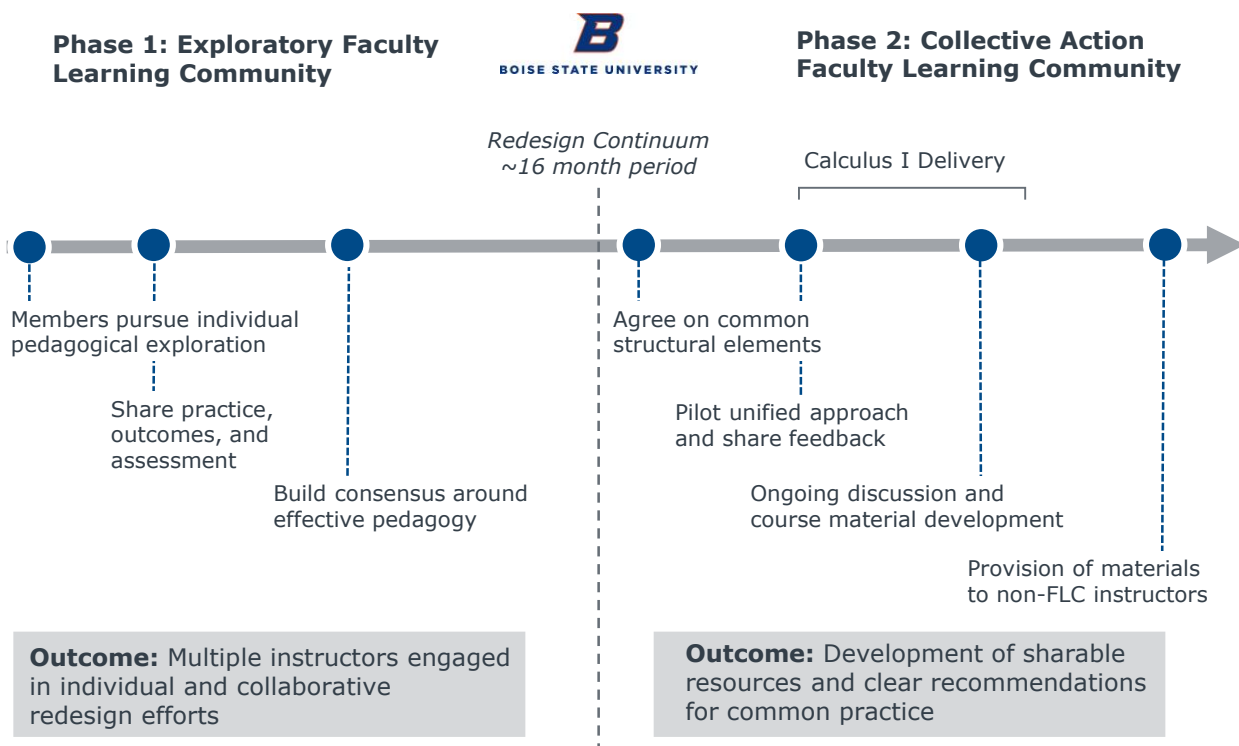 Phase 1: Exploratory Faculty
Learning Community
B
BOISE STATE UNIVERSITY
Phase 2: Collective Action
Faculty Learning Community
Redesign Continuum
~16 month period
Calculus I Delivery
Members pursue individual
pedagogical exploration
Share practice,
outcomes, and
assessment
Build consensus around
effective pedagogy
Agree on common
structural elements
Pilot unified approach
and share feedback
Ongoing discussion and
course material development
Provision of materials
to non-FLC instructors
Outcome: Multiple instructors engaged
in individual and collaborative
redesign efforts
Outcome: Development of sharable
resources and clear recommendations
for common practice